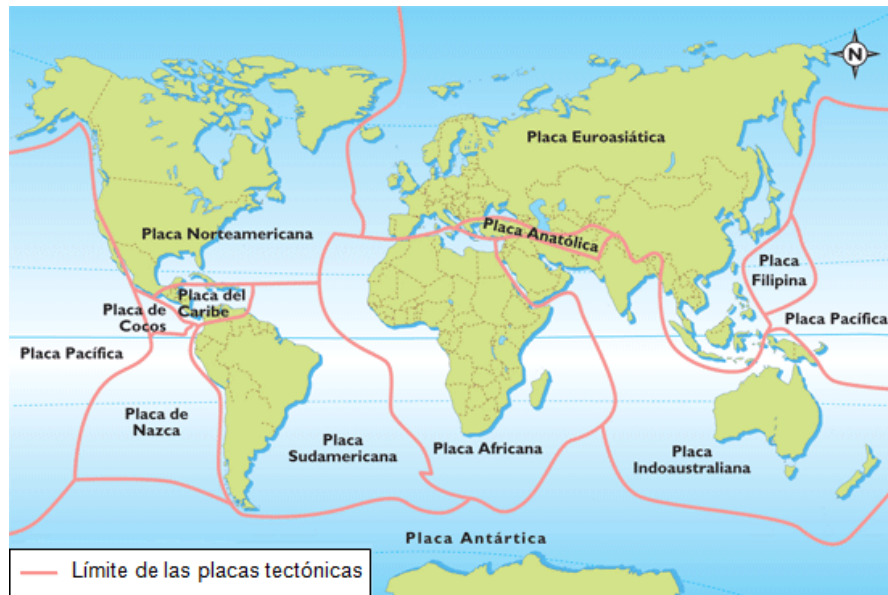 N
Placa Euroasiática
Placa Norteamericana
Placa Anatólica
Placa
Filipina
Placa del
Caribe
Placa de
Cocos
Placa Pacífica
Placa Pacífica
Placa de
Nazca
Placa
Sudamericana
Placa Africana
Placa
Indoaustraliana
Placa Antártica
Límite de las placas tectónicas